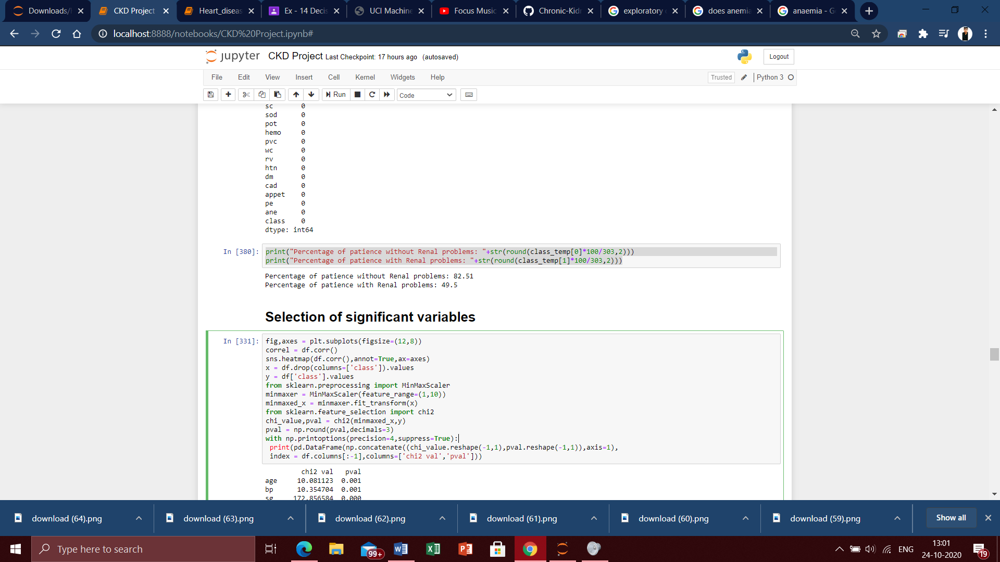 Downloads/
CKD Project
Heart_diseas
Ex - 14 Decis
UCI Machine
Focus Music
Chronic-Kidn
exploratory
does anemia
anaemia - G
localhost:8888/notebooks/CKD%20Project.ipynb#
jupyter CKD Project Last Checkpoint: 17 hours ago (autosaved)
Logout
File Edit View Insert Cell Kernel Widgets Help
Trusted Python 3
Run Code
sc 0
sod 0
pot 0
hemo 0
pvc 0
wc 0
rv 0
htn 0
dm 0
cad 0
appet 0
pe 0
ane 0
class 0
dtype: int64
In [380]: print("Percentage of patience without Renal problems: "+str(round(class_temp[0]*100/303,2)))
print("Percentage of patience with Renal problems: "+str(round(class_temp[1]*100/303,2)))
Percentage of patience without Renal problems: 82.51
Percentage of patience with Renal problems: 49.5
Selection of significant variables
In [331]: fig,axes = plt.subplots(figsize=(12,8))
correl = df.corr()
sns.heatmap(df.corr(),annot=True,ax=axes)
x = df.drop(columns=['class']).values
y = df['class'].values
from sklearn.preprocessing import MinMaxScaler
minmaxer = MinMaxScaler(feature_range=(1,10))
minmaxed_x = minmaxer.fit_transform(x)
from sklearn.feature_selection import chi2
chi_value,pval = chi2(minmaxed_x,y)
pval = np.round(pval,decimals=3)
with np.printoptions(precision=4,suppress=True):
print(pd.DataFrame(np.concatenate((chi_value.reshape(-1,1),pval.reshape(-1,1)),axis=1),
index = df.columns[:-1],columns=['chi2 val','pval']))
chi2 val pval
age 10.081123 0.001
bp 10.354704 0.001
sg 172.856584 0.000
download (64).png
download (63).png
download (62).png
download (61).png
download (60).png
download (59).png
Show all
Type here to search
99+
ENG
13:01
24-10-2020
19